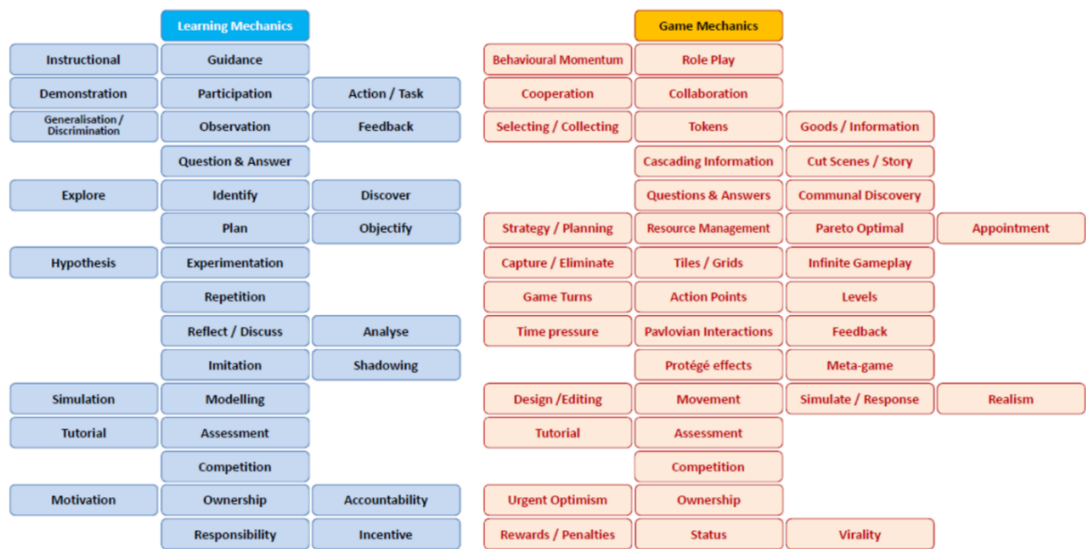 Learning Mechanics
Game Mechanics
Instructional Guidance
Behavioural Momentum Role Play
Demonstration Participation Action / Task
Cooperation Collaboration
Generalisation /
Discrimination Observation Feedback
Selecting / Collecting Tokens Goods / Information
Question & Answer
Cascading Information Cut Scenes / Story
Explore Identify Discover
Questions & Answers Communal Discovery
Plan Objectify
Strategy / Planning Resource Management Pareto Optimal Appointment
Hypothesis Experimentation
Capture / Eliminate Tiles / Grids Infinite Gameplay
Repetition
Game Turns Action Points Levels
Reflect / Discuss Analyse
Time pressure Pavlovian Interactions Feedback
Imitation Shadowing
Protégé effects Meta-game
Simulation Modelling
Design /Editing Movement Simulate / Response Realism
Tutorial Assessment
Tutorial Assessment
Competition
Competition
Motivation Ownership Accountability
Urgent Optimism Ownership
Responsibility Incentive
Rewards / Penalties Status Virality